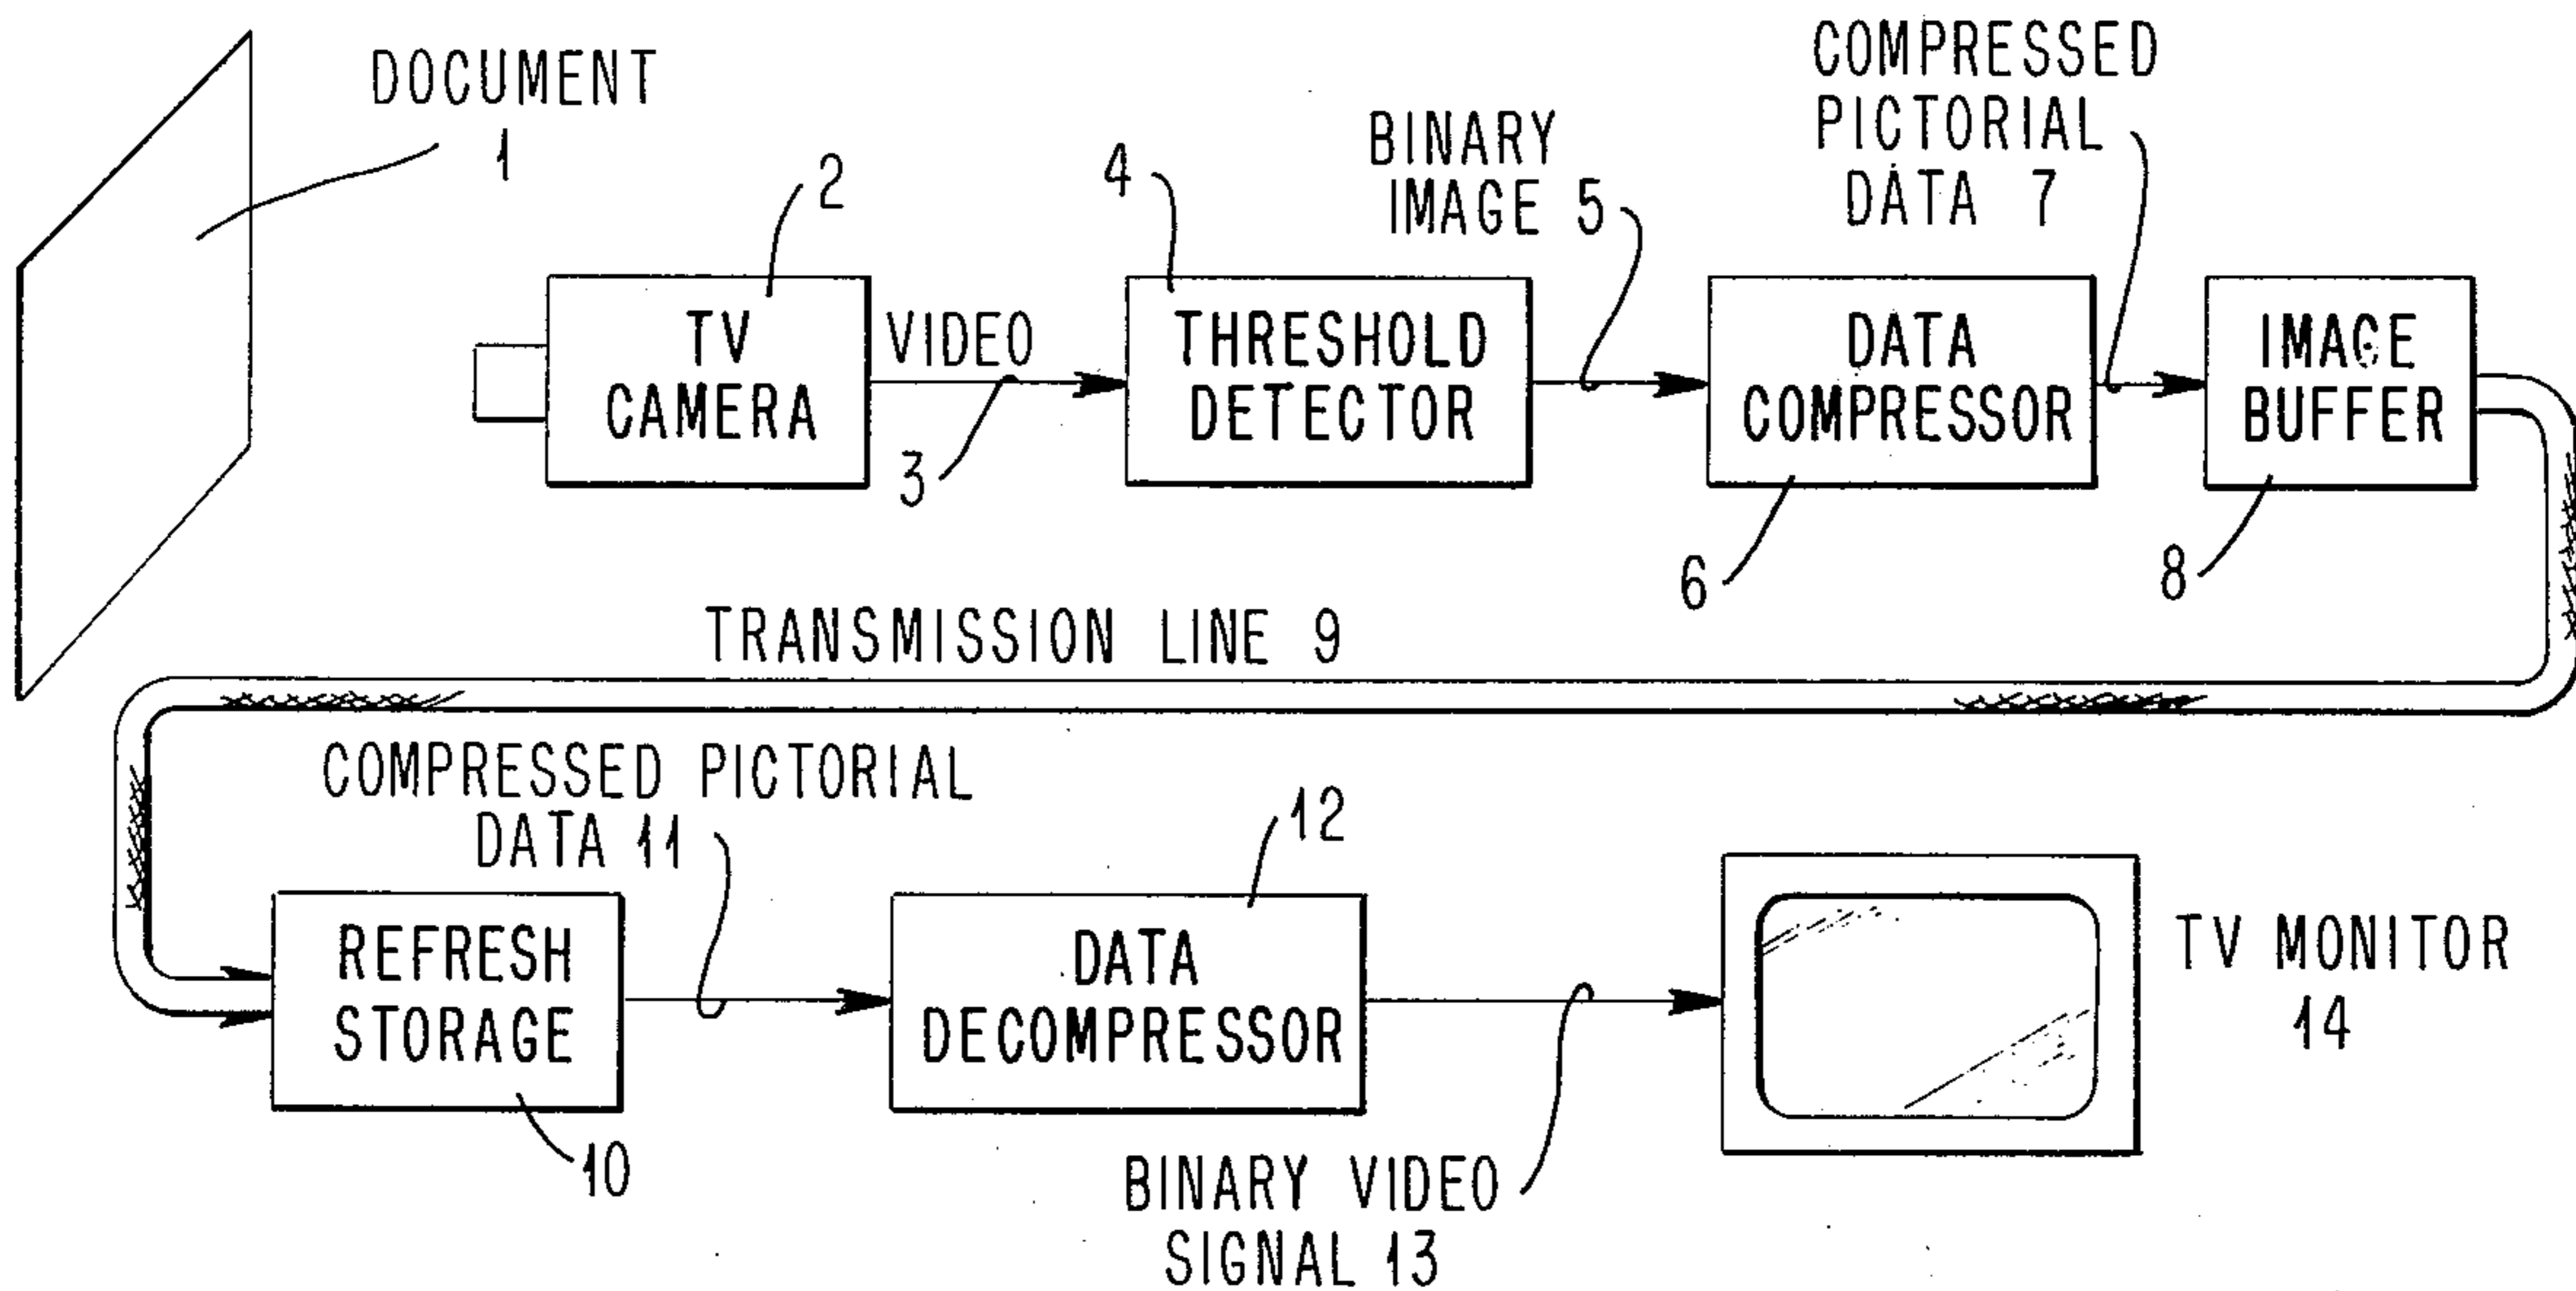 DOCUMENT
1
2
TV
CAMERA
VIDEO
3
4
THRESHOLD
DETECTOR
BINARY
IMAGE 5
DATA
COMPRESSOR
6
COMPRESSED
PICTORIAL
DATA 7
IMAGE
BUFFER
8
TRANSMISSION LINE 9
COMPRESSED PICTORIAL
DATA 11
REFRESH
STORAGE
10
12
DATA
DECOMPRESSOR
BINARY VIDEO
SIGNAL 13
TV MONITOR
14